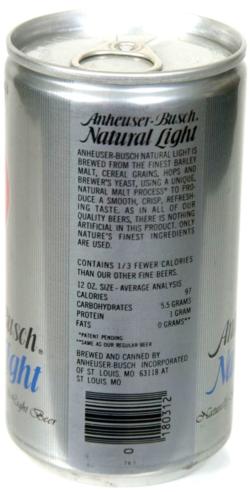 Anheuser-Busch.
Natural Light
ANHEUSER-BUSCH NATURAL LIGHT IS
BREWED FROM THE FINEST BARLEY
MALT, CEREAL GRAINS, HOPS AND
BREWER'S YEAST, USING A UNIQUE,
NATURAL MALT PROCESS* TO PRO-
DUCE A SMOOTH, CRISP, REFRESH-
ING TASTE. AS IN ALL OF OUR
QUALITY BEERS, THERE IS NOTHING
ARTIFICIAL IN THIS PRODUCT. ONLY
NATURE'S FINEST INGREDIENTS
ARE USED.
CONTAINS 1/3 FEWER CALORIES
THAN OUR OTHER FINE BEERS.
12 OZ. SIZE - AVERAGE ANALYSIS
CALORIES 97
CARBOHYDRATES 5.5 GRAMS
PROTEIN 1 GRAM
FATS 0 GRAMS**
*PATENT PENDING
**SAME AS OUR REGULAR BEER
BREWED AND CANNED BY
ANHEUSER-BUSCH INCORPORATED
OF ST LOUIS MO 63118 AT
ST LOUIS MO
180312
0
Busch®
ght
Light Beer
A
Na